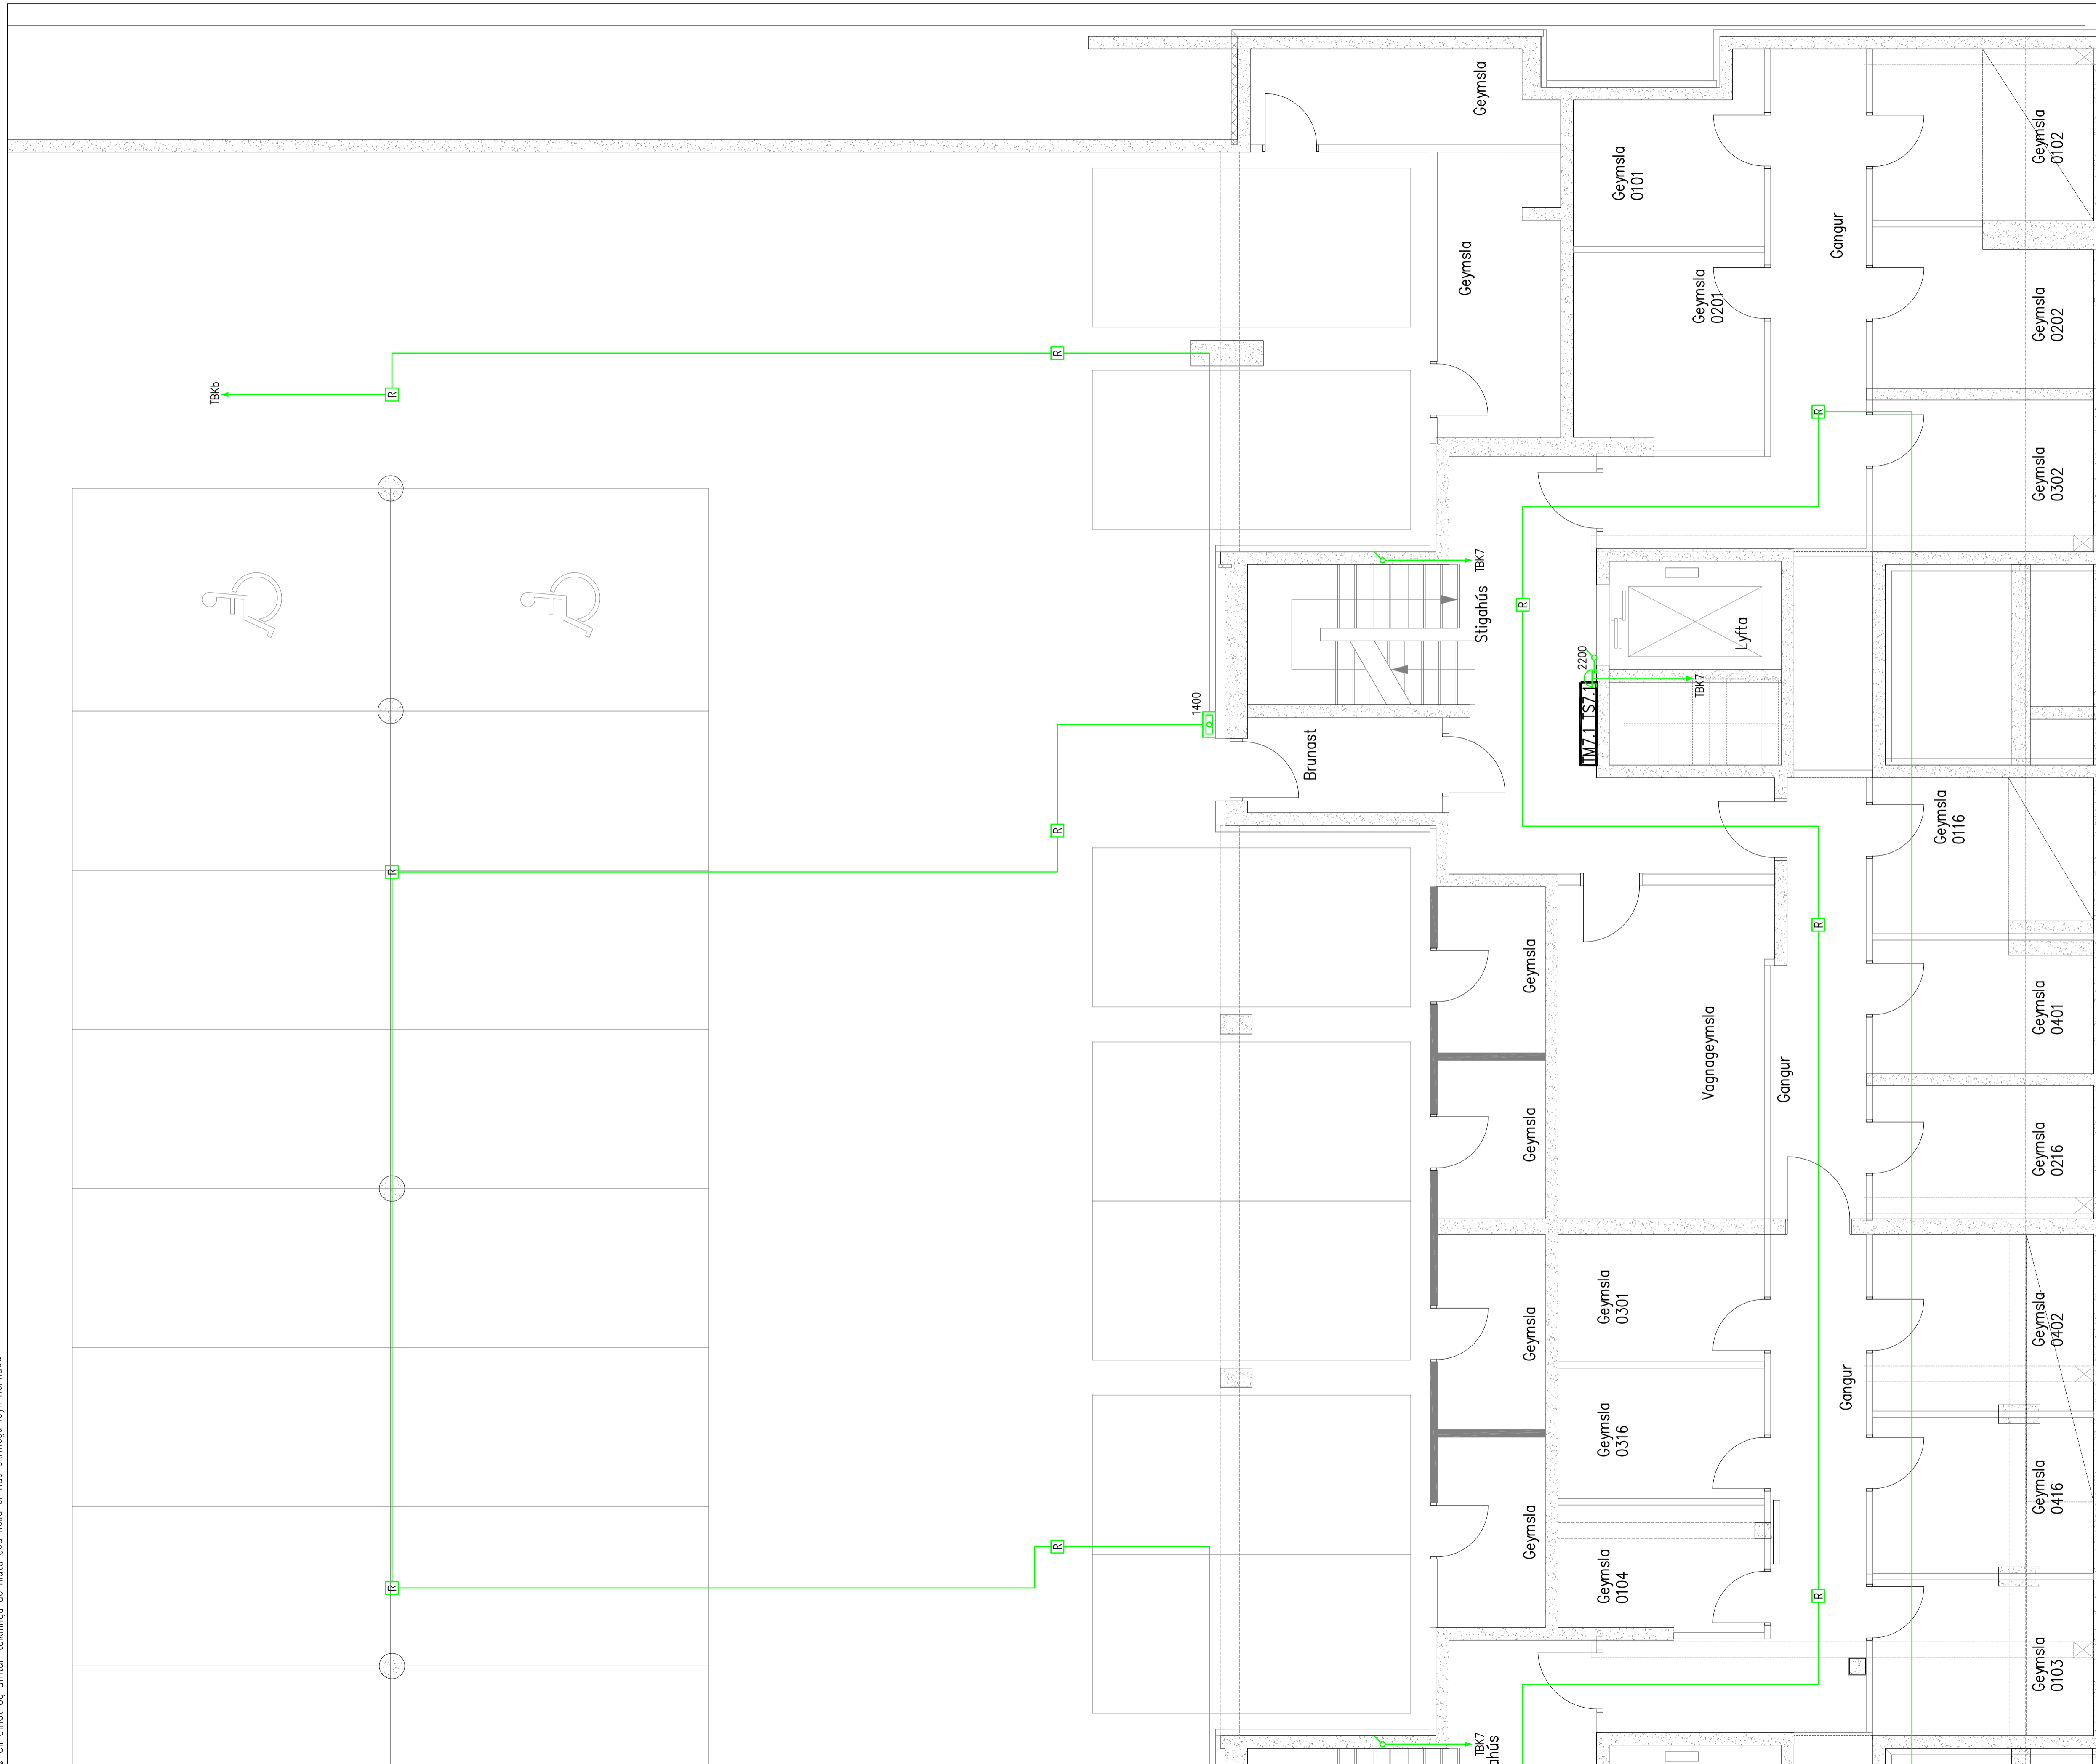 Geymsla
Geymsla
0101
Geymsla
0102
Gangur
Geymsla
Geymsla
0201
Geymsla
0202
TBKb
R
R
R
Geymsla
0302
TBK7
Stigahús
R
Lyfta
2200
TBK7
TM7.1 TS7.1
1400
Brunast
R
R
Geymsla
0116
R
Geymsla
Geymsla
0401
Vagnageymsla
Gangur
Geymsla
Geymsla
0216
Geymsla
Geymsla
0301
Geymsla
0402
Gangur
Geymsla
0316
Geymsla
0416
Geymsla
R
R
Geymsla
0104
R
Geymsla
0103
TBK7